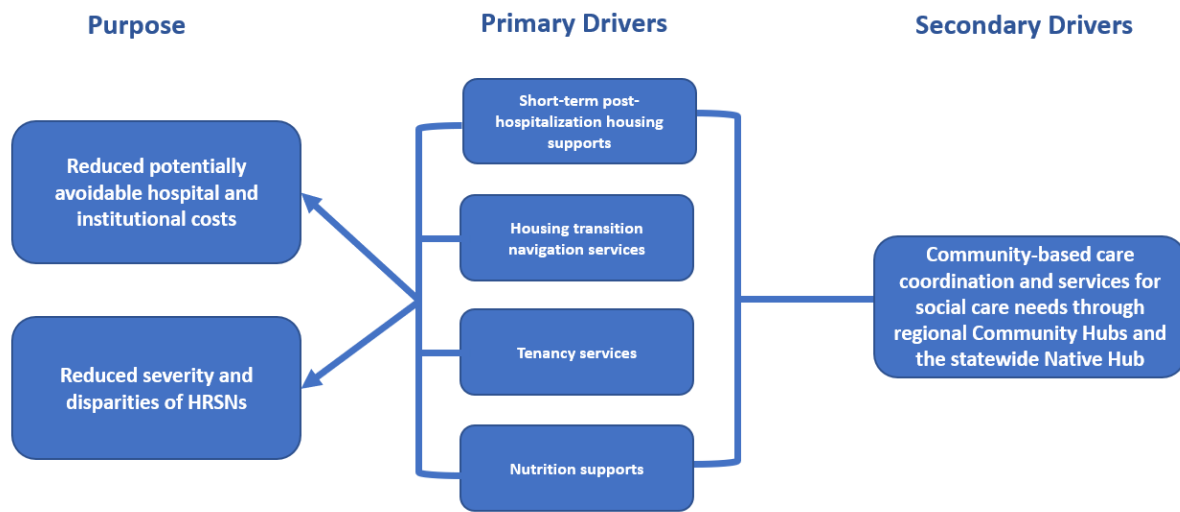 Purpose
Primary Drivers
Secondary Drivers
Reduced potentially
avoidable hospital and
institutional costs
Reduced severity and
disparities of HRSNs
Short-term post-
hospitalization housing
supports
Housing transition
navigation services
Tenancy services
Nutrition supports
Community-based care
coordination and services for
social care needs through
regional Community Hubs and
the statewide Native Hub